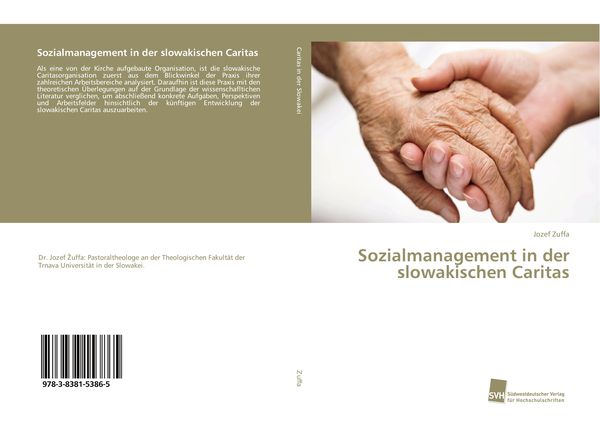 Sozialmanagement in der slowakischen Caritas
Als eine von der Kirche aufgebaute Organisation, ist die slowakische
Caritasorganisation zuerst aus dem Blickwinkel der Praxis ihrer
zahlreichen Arbeitsbereiche analysiert. Daraufhin ist diese Praxis mit den
theoretischen Überlegungen auf der Grundlage der wissenschafltichen
Literatur verglichen, um abschließend konkrete Aufgaben, Perspektiven
und Arbeitsfelder hinsichtlich der künftigen Entwicklung der
slowakischen Caritas auszuarbeiten.
Dr. Jozef Žuffa: Pastoraltheologe an der Theologischen Fakultät der
Trnava Universität in der Slowakei.
978-3-8381-5386-5
Caritas in der Slowakei
Zuffa
Jozef Zuffa
Sozialmanagement in der
slowakischen Caritas
SVH
Südwestdeutscher Verlag
für Hochschulschriften